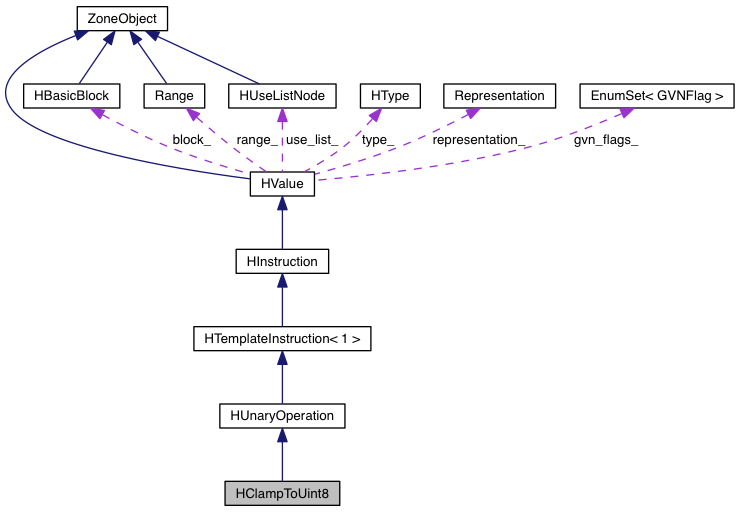 ZoneObject
HBasicBlock
Range
HUseListNode
HType
Representation
EnumSet< GVNFlag >
block_
range_
use_list_
type_
representation_
gvn_flags_
HValue
HInstruction
HTemplateInstruction< 1 >
HUnaryOperation
HClampToUint8